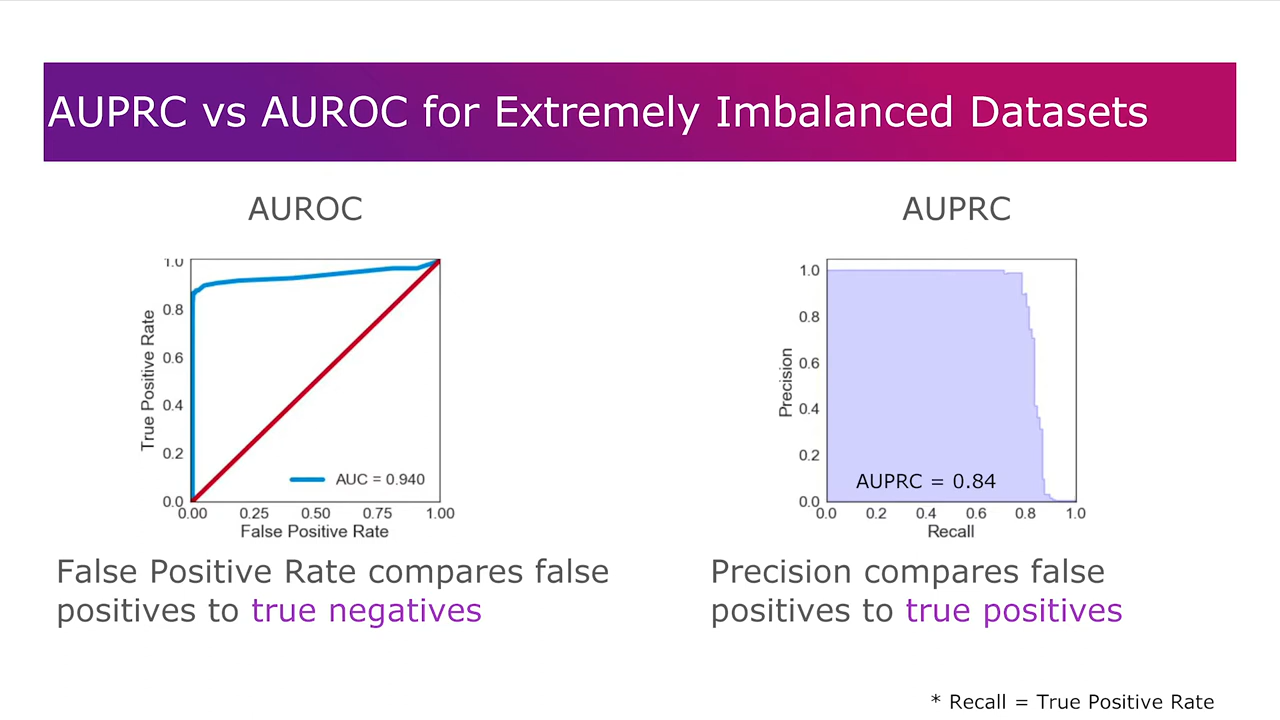 AUPRC vs AUROC for Extremely Imbalanced Datasets
AUROC
1.0
0.8
0.6
0.4
0.2
0.0
True Positive Rate
AUC = 0.940
0.00 0.25 0.50 0.75 1.00
False Positive Rate
False Positive Rate compares false
positives to true negatives
AUPRC
1.0
0.8
0.6
0.4
0.2
0.0
Precision
AUPRC = 0.84
0.0 0.2 0.4 0.6 0.8 1.0
Recall
Precision compares false
positives to true positives
* Recall = True Positive Rate